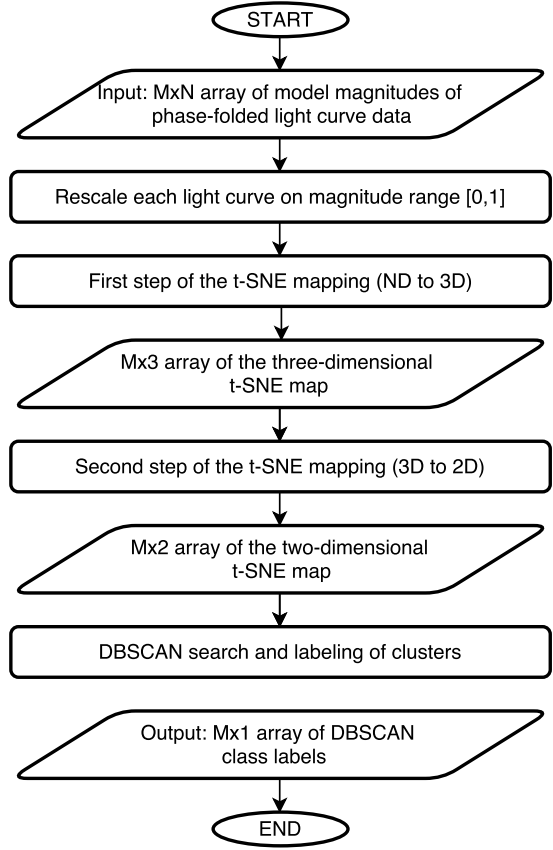 START
Input: MxN array of model magnitudes of
phase-folded light curve data
Rescale each light curve on magnitude range [0,1]
First step of the t-SNE mapping (ND to 3D)
Mx3 array of the three-dimensional
t-SNE map
Second step of the t-SNE mapping (3D to 2D)
Mx2 array of the two-dimensional
t-SNE map
DBSCAN search and labeling of clusters
Output: Mx1 array of DBSCAN
class labels
END